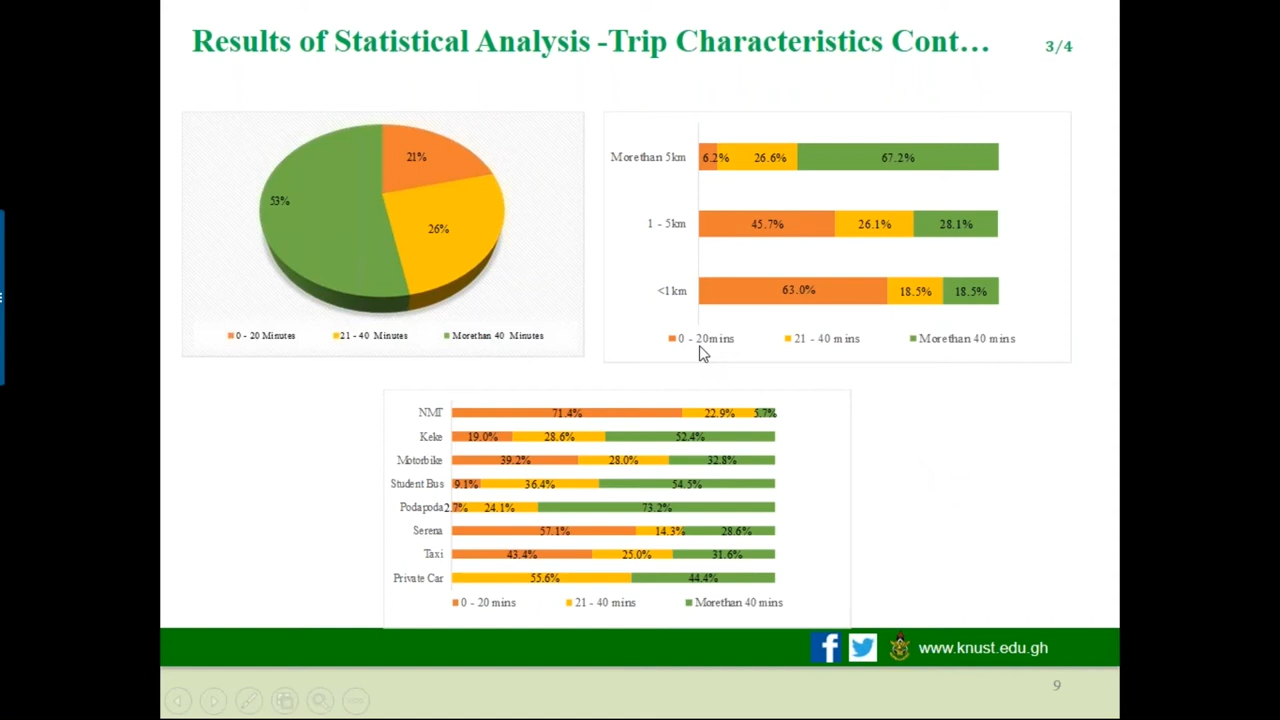 Results of Statistical Analysis -Trip Characteristics Cont…
3/4
21%
53%
26%
0 - 20 Minutes 21 - 40 Minutes Morethan 40 Minutes
Morethan 5km 6.2% 26.6% 67.2%
1 - 5km 45.7% 26.1% 28.1%
<1km 63.0% 18.5% 18.5%
0 - 20mins 21 - 40 mins Morethan 40 mins
NMT 71.4% 22.9% 5.7%
Keke 19.0% 28.6% 52.4%
Motorbike 39.2% 28.0% 32.8%
Student Bus 9.1% 36.4% 54.5%
Podapoda 2.7% 24.1% 73.2%
Serena 57.1% 14.3% 28.6%
Taxi 43.4% 25.0% 31.6%
Private Car 55.6% 44.4%
0 - 20 mins 21 - 40 mins Morethan 40 mins
www.knust.edu.gh
9